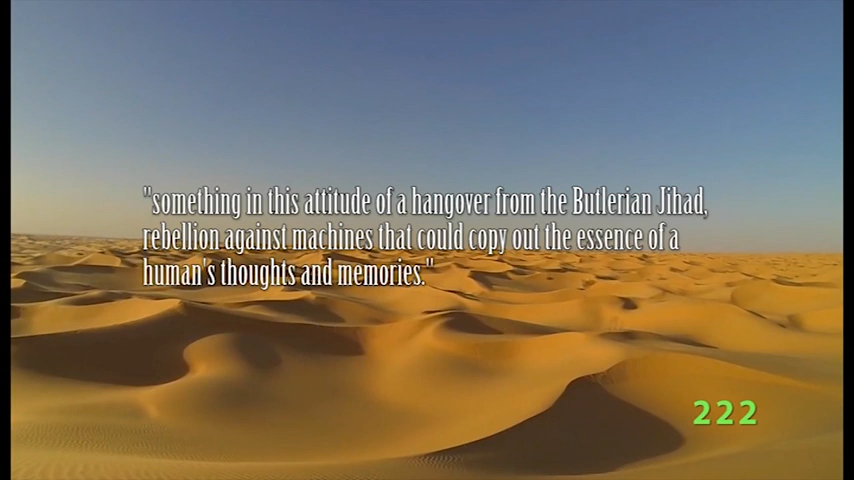 "something in this attitude of a hangover from the Butlerian Jihad,
rebellion against machines that could copy out the essence of a
human's thoughts and memories."
222